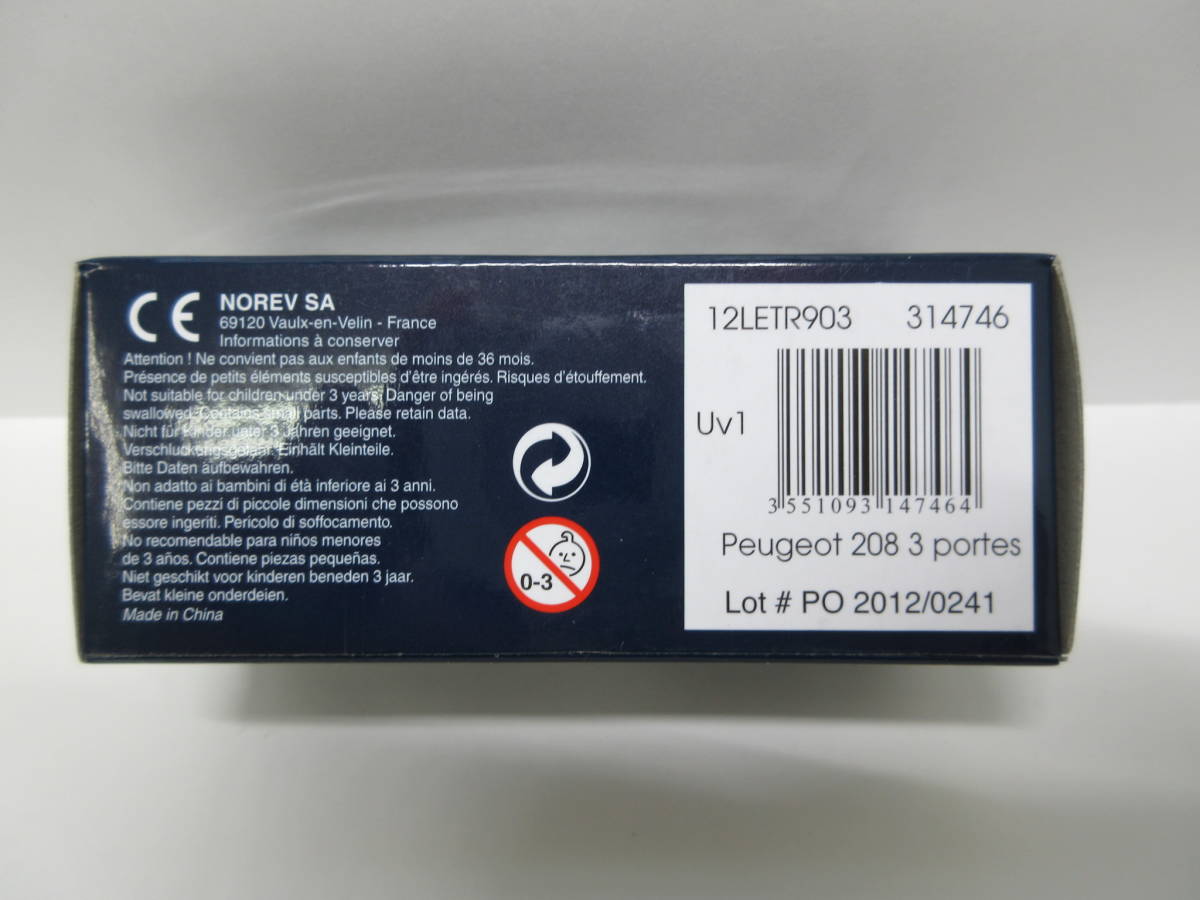 CE NOREV SA
69120 Vaulx-en-Velin - France
Informations à conserver
Attention ! Ne convient pas aux enfants de moins de 36 mois.
Présence de petits éléments susceptibles d'être ingérés. Risques d'étouffement.
Not suitable for children under 3 years. Danger of being
swallowed. Contains small parts. Please retain data.
Nicht für Kinder unter 3 Jahren geeignet.
Verschluckungsgefahr. Einhält Kleinteile.
Bitte Daten aufbewahren.
Non adatto ai bambini di étà inferiore ai 3 anni.
Contiene pezzi di piccole dimensioni che possono
essore ingeriti. Pericolo di soffocamento.
No recomendable para niños menores
de 3 años. Contiene piezas pequeñas.
Niet geschikt voor kinderen beneden 3 jaar.
Bevat kleine onderdeien.
Made in China
0-3
12LETR903 314746
Uv1
3 551093 147464
Peugeot 208 3 portes
Lot # PO 2012/0241